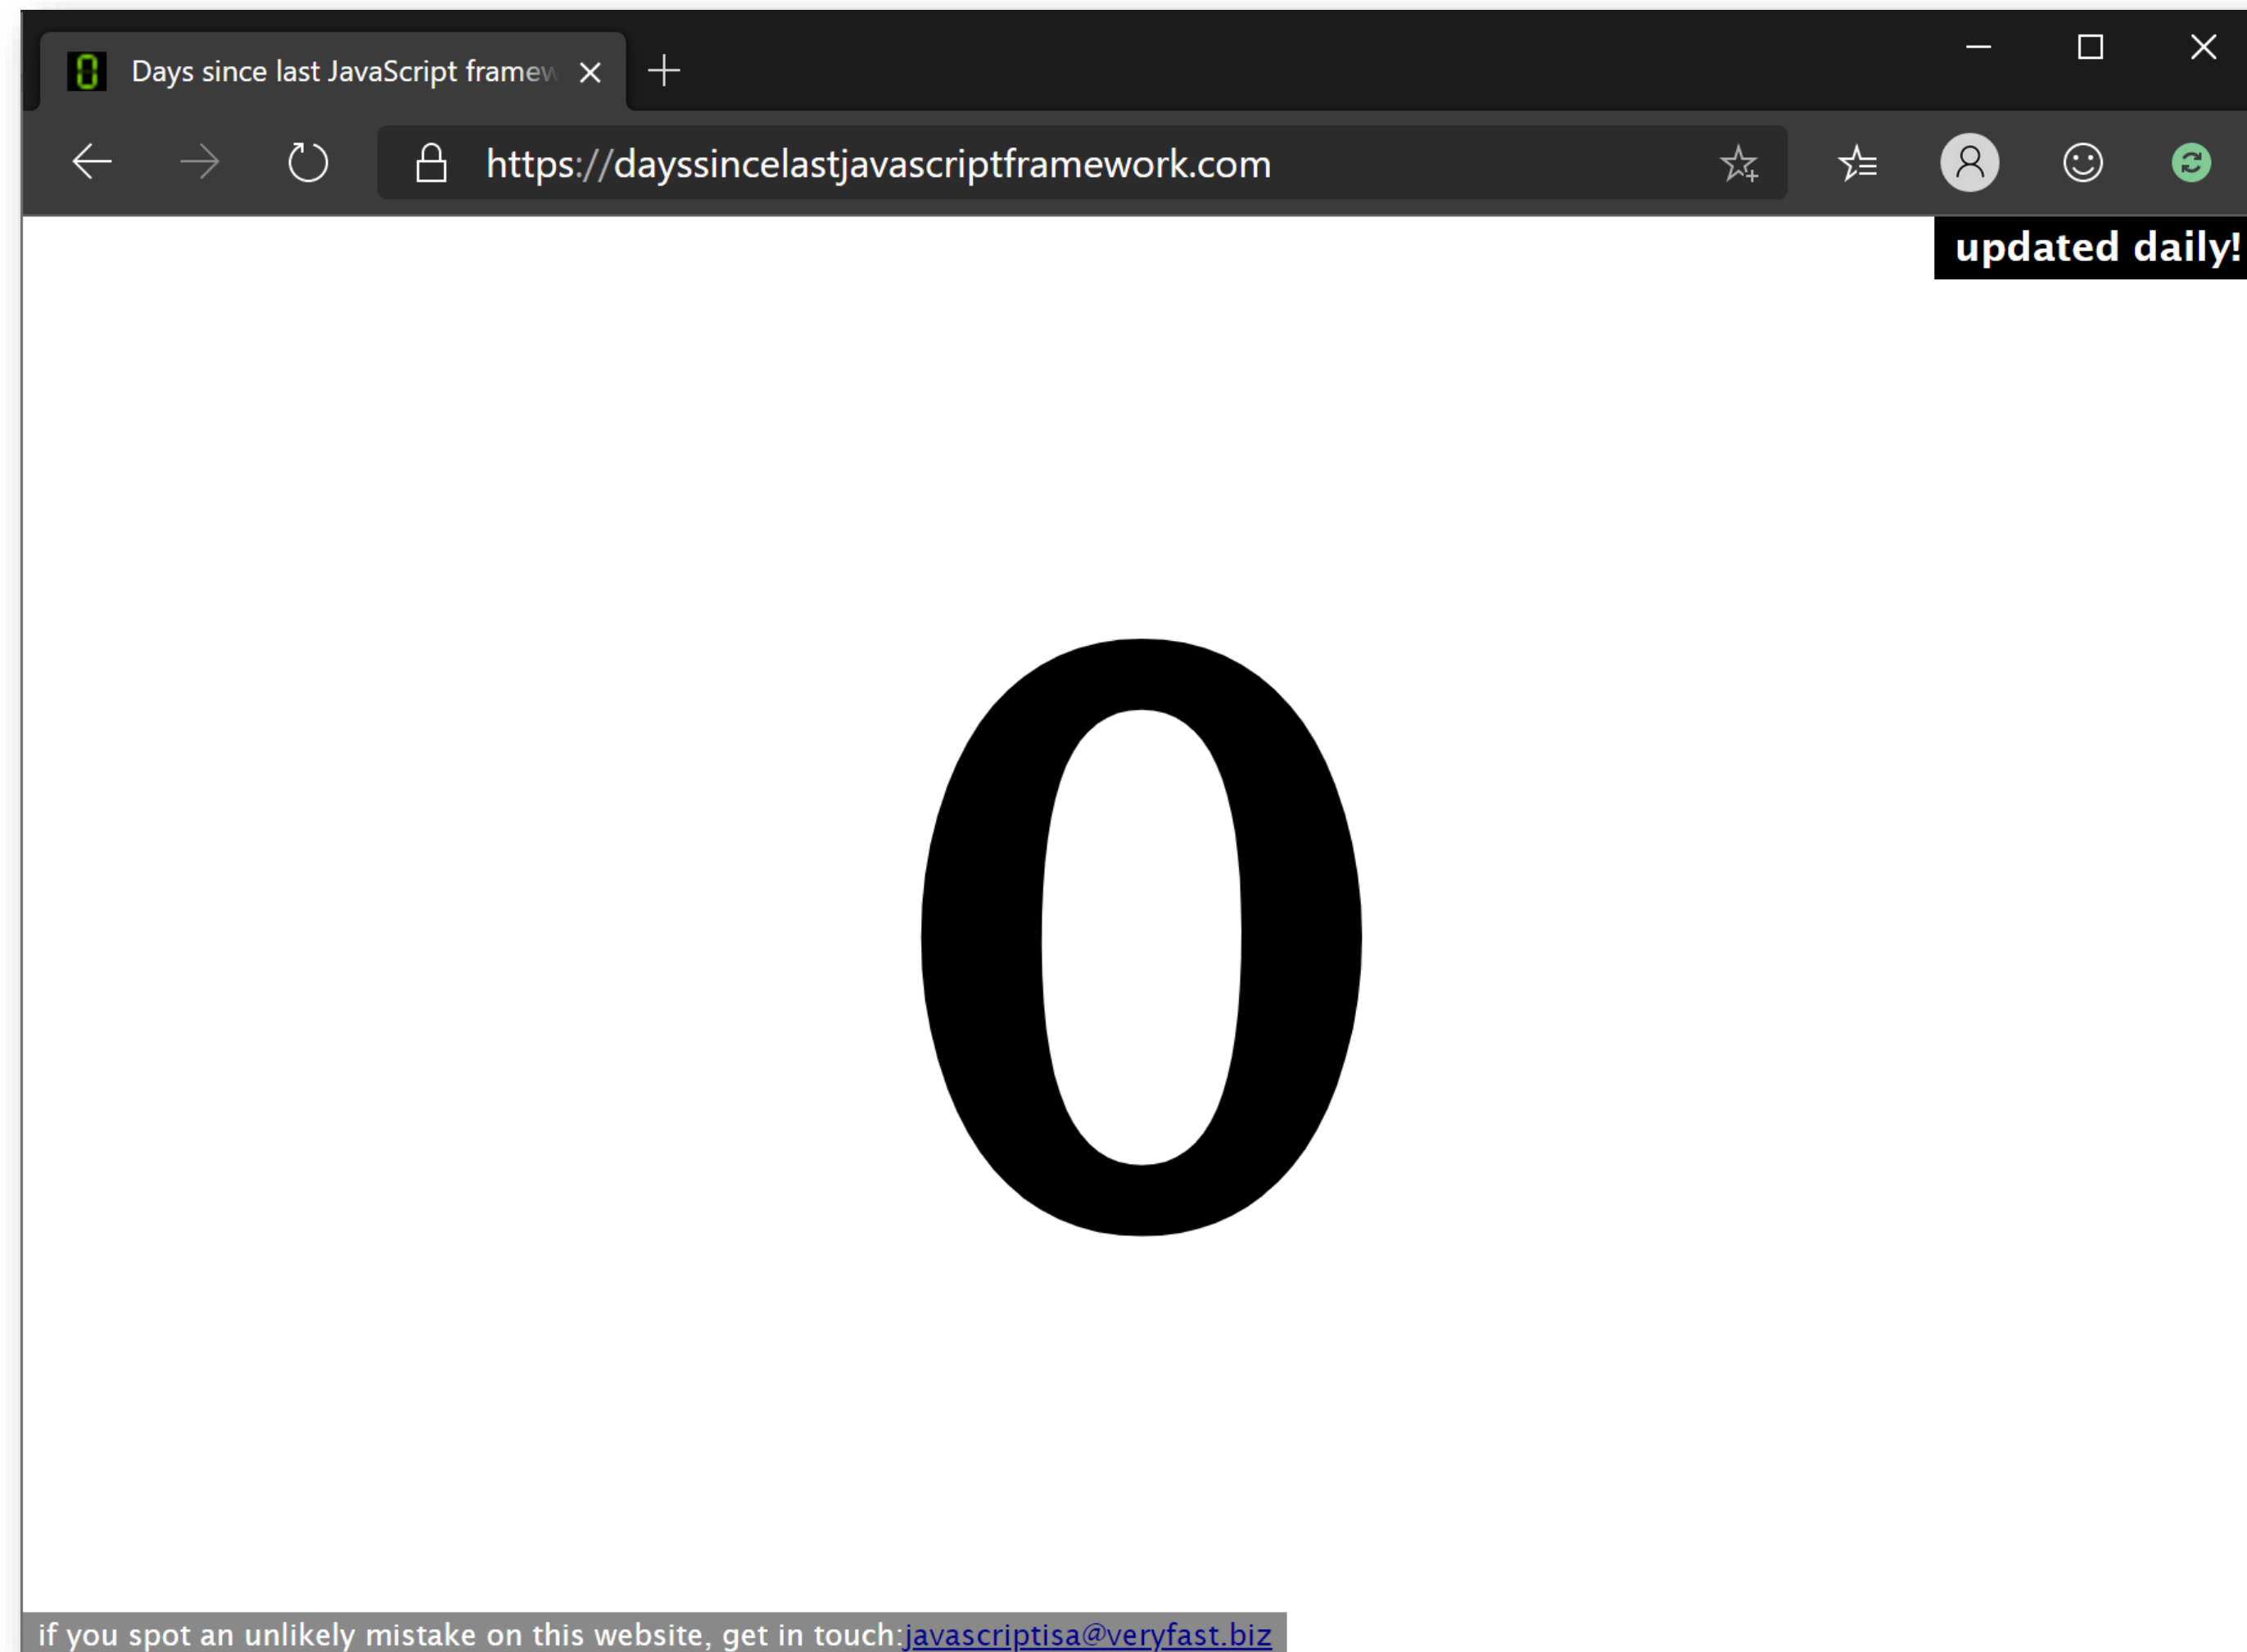 Days since last JavaScript framew
https://dayssincelastjavascriptframework.com
updated daily!
0
if you spot an unlikely mistake on this website, get in touch:javascriptisa@veryfast.biz